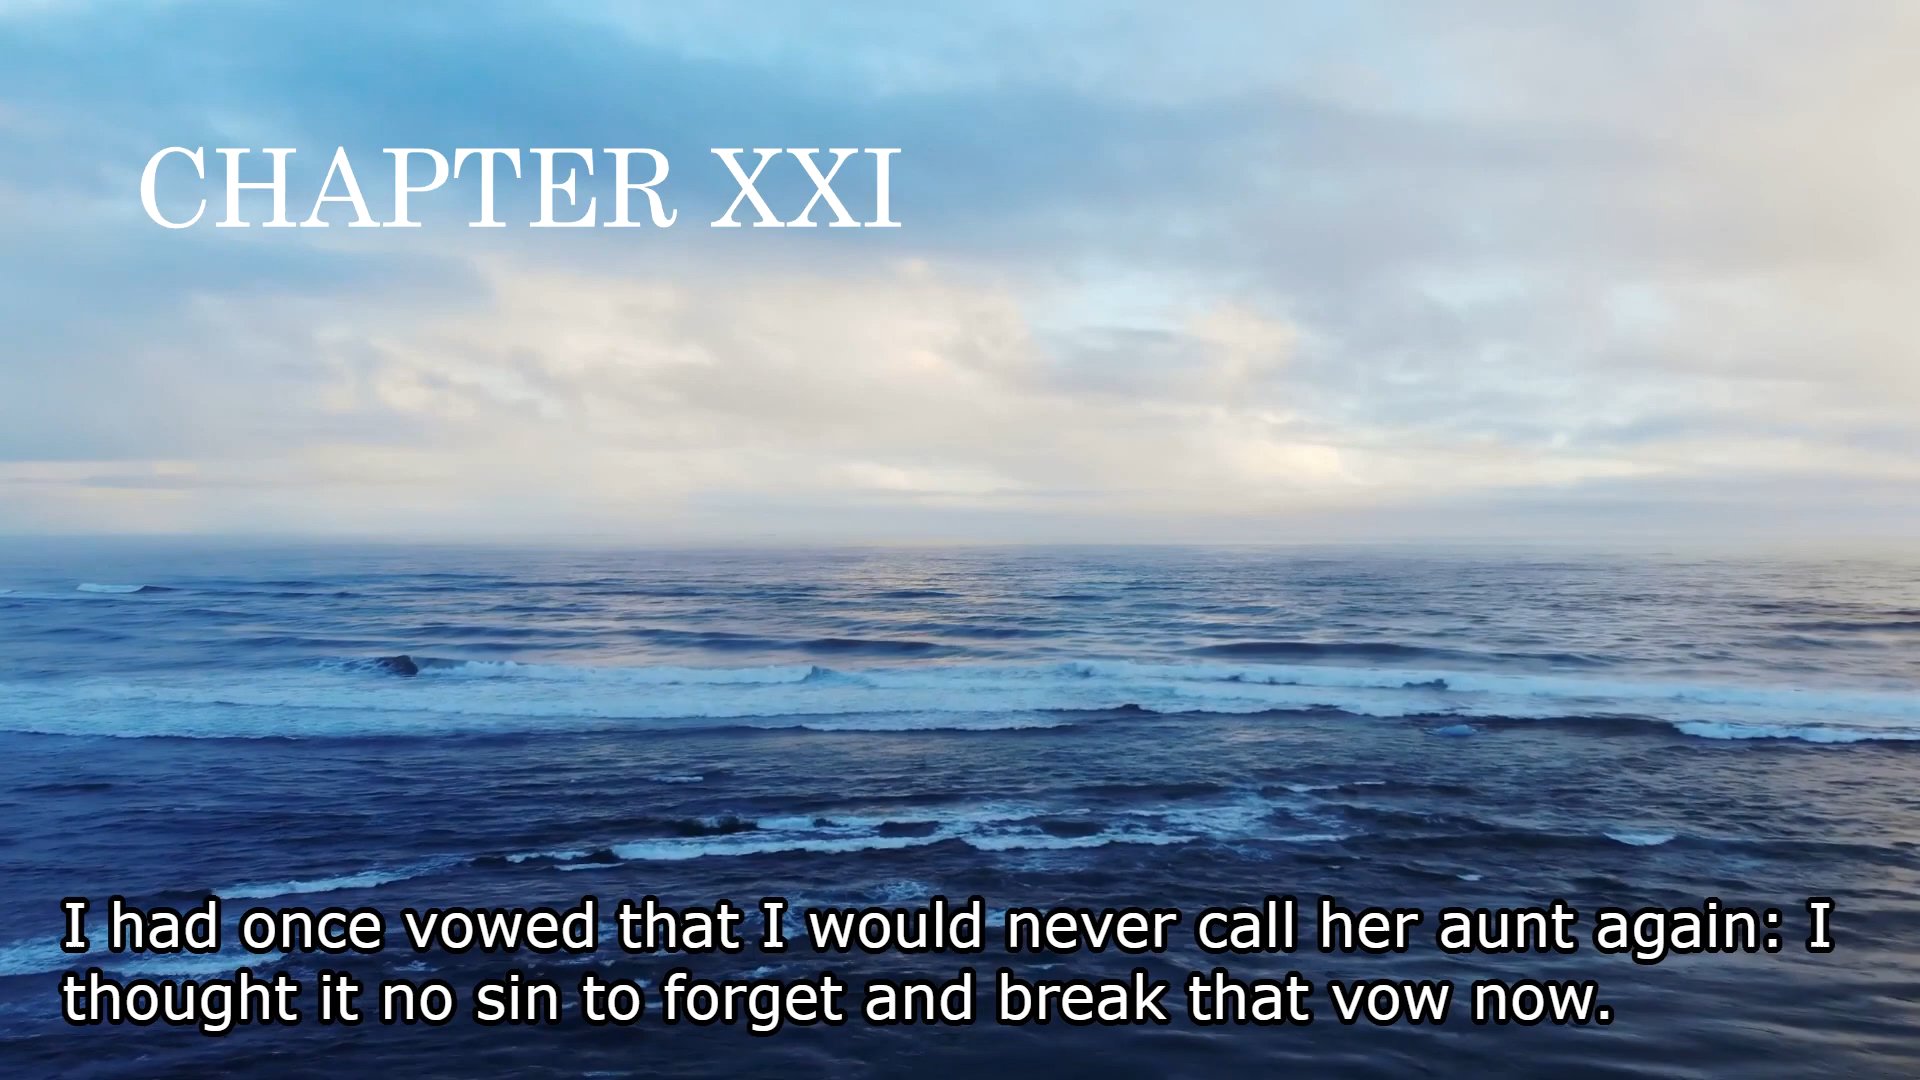 CHAPTER XXI
I had once vowed that I would never call her aunt again: I
thought it no sin to forget and break that vow now.